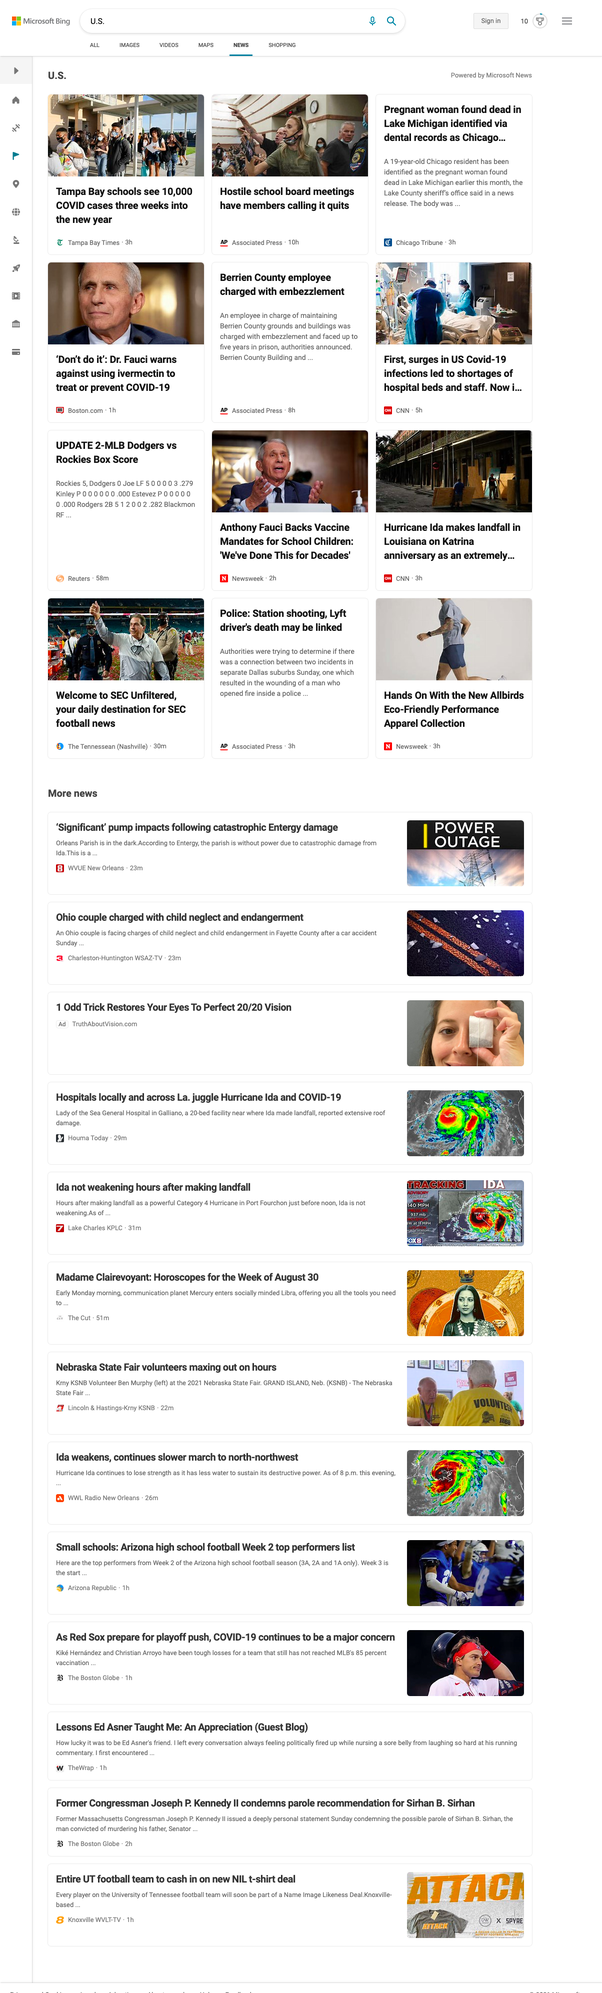 Microsoft Bing
U.S.
Sign in
10
ALL
IMAGES
VIDEOS
MAPS
NEWS
SHOPPING
U.S.
Powered by Microsoft News
Tampa Bay schools see 10,000
COVID cases three weeks into
the new year
Tampa Bay Times · 3h
Hostile school board meetings
have members calling it quits
AP Associated Press · 10h
Pregnant woman found dead in
Lake Michigan identified via
dental records as Chicago...
A 19-year-old Chicago resident has been
identified as the pregnant woman found
dead in Lake Michigan earlier this month, the
Lake County sheriff's office said in a news
release. The body was ...
Chicago Tribune · 3h
'Don't do it': Dr. Fauci warns
against using ivermectin to
treat or prevent COVID-19
Boston.com · 1h
Berrien County employee
charged with embezzlement
An employee in charge of maintaining
Berrien County grounds and buildings was
charged with embezzlement and faced up to
five years in prison, authorities announced.
Berrien County Building and ...
AP Associated Press · 8h
First, surges in US Covid-19
infections led to shortages of
hospital beds and staff. Now i...
CNN · 5h
UPDATE 2-MLB Dodgers vs
Rockies Box Score
Rockies 5, Dodgers 0 Joe LF 5 0 0 0 0 3 .279
Kinley P 0 0 0 0 0 0 .000 Estevez P 0 0 0 0 0
0 .000 Rodgers 2B 5 1 2 0 0 2 .282 Blackmon
RF ...
Reuters · 58m
Anthony Fauci Backs Vaccine
Mandates for School Children:
'We've Done This for Decades'
N Newsweek · 2h
Hurricane Ida makes landfall in
Louisiana on Katrina
anniversary as an extremely...
CNN · 3h
Welcome to SEC Unfiltered,
your daily destination for SEC
football news
The Tennessean (Nashville) · 30m
Police: Station shooting, Lyft
driver's death may be linked
Authorities were trying to determine if there
was a connection between two incidents in
separate Dallas suburbs Sunday, one which
resulted in the wounding of a man who
opened fire inside a police ...
AP Associated Press · 3h
Hands On With the New Allbirds
Eco-Friendly Performance
Apparel Collection
N Newsweek · 3h
More news
'Significant' pump impacts following catastrophic Entergy damage
Orleans Parish is in the dark.According to Entergy, the parish is without power due to catastrophic damage from
Ida.This is a ...
8 WVUE New Orleans · 23m
POWER
OUTAGE
Ohio couple charged with child neglect and endangerment
An Ohio couple is facing charges of child neglect and child endangerment in Fayette County after a car accident
Sunday ...
3 Charleston-Huntington WSAZ-TV · 23m
1 Odd Trick Restores Your Eyes To Perfect 20/20 Vision
Ad TruthAboutVision.com
Hospitals locally and across La. juggle Hurricane Ida and COVID-19
Lady of the Sea General Hospital in Galliano, a 20-bed facility near where Ida made landfall, reported extensive roof
damage.
Houma Today · 29m
Ida not weakening hours after making landfall
Hours after making landfall as a powerful Category 4 Hurricane in Port Fourchon just before noon, Ida is not
weakening.As of ...
7 Lake Charles KPLC · 31m
TRACKING IDA
ADVISORY
140 MPH
FOX8
Madame Clairevoyant: Horoscopes for the Week of August 30
Early Monday morning, communication planet Mercury enters socially minded Libra, offering you all the tools you need
to ...
The Cut · 51m
Nebraska State Fair volunteers maxing out on hours
Krny KSNB Volunteer Ben Murphy (left) at the 2021 Nebraska State Fair. GRAND ISLAND, Neb. (KSNB) - The Nebraska
State Fair ...
Lincoln & Hastings-Krny KSNB · 22m
VOLUNTEER
Ida weakens, continues slower march to north-northwest
Hurricane Ida continues to lose strength as it has less water to sustain its destructive power. As of 8 p.m. this evening,
...
WWL Radio New Orleans · 26m
Small schools: Arizona high school football Week 2 top performers list
Here are the top performers from Week 2 of the Arizona high school football season (3A, 2A and 1A only). Week 3 is
the start ...
Arizona Republic · 1h
As Red Sox prepare for playoff push, COVID-19 continues to be a major concern
Kiké Hernández and Christian Arroyo have been tough losses for a team that still has not reached MLB's 85 percent
vaccination ...
B The Boston Globe · 1h
Lessons Ed Asner Taught Me: An Appreciation (Guest Blog)
How lucky it was to be Ed Asner's friend. I left every conversation always feeling politically fired up while nursing a sore belly from laughing so hard at his running
commentary. I first encountered ...
W TheWrap · 1h
Former Congressman Joseph P. Kennedy II condemns parole recommendation for Sirhan B. Sirhan
Former Massachusetts Congressman Joseph P. Kennedy II issued a deeply personal statement Sunday condemning the possible parole of Sirhan B. Sirhan, the
man convicted of murdering his father, Senator ...
B The Boston Globe · 2h
Entire UT football team to cash in on new NIL t-shirt deal
Every player on the University of Tennessee football team will soon be part of a Name Image Likeness Deal.Knoxville-
based ...
8 Knoxville WVLT-TV · 1h
ATTACK
ATTACK
X SPYRE